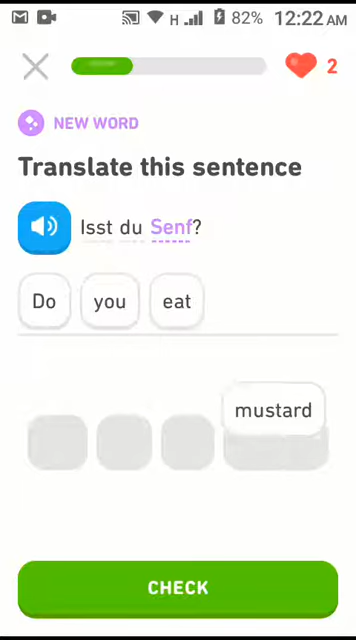 H 82% 12:22 AM
2
NEW WORD
Translate this sentence
Isst du Senf?
Do you eat
mustard
CHECK